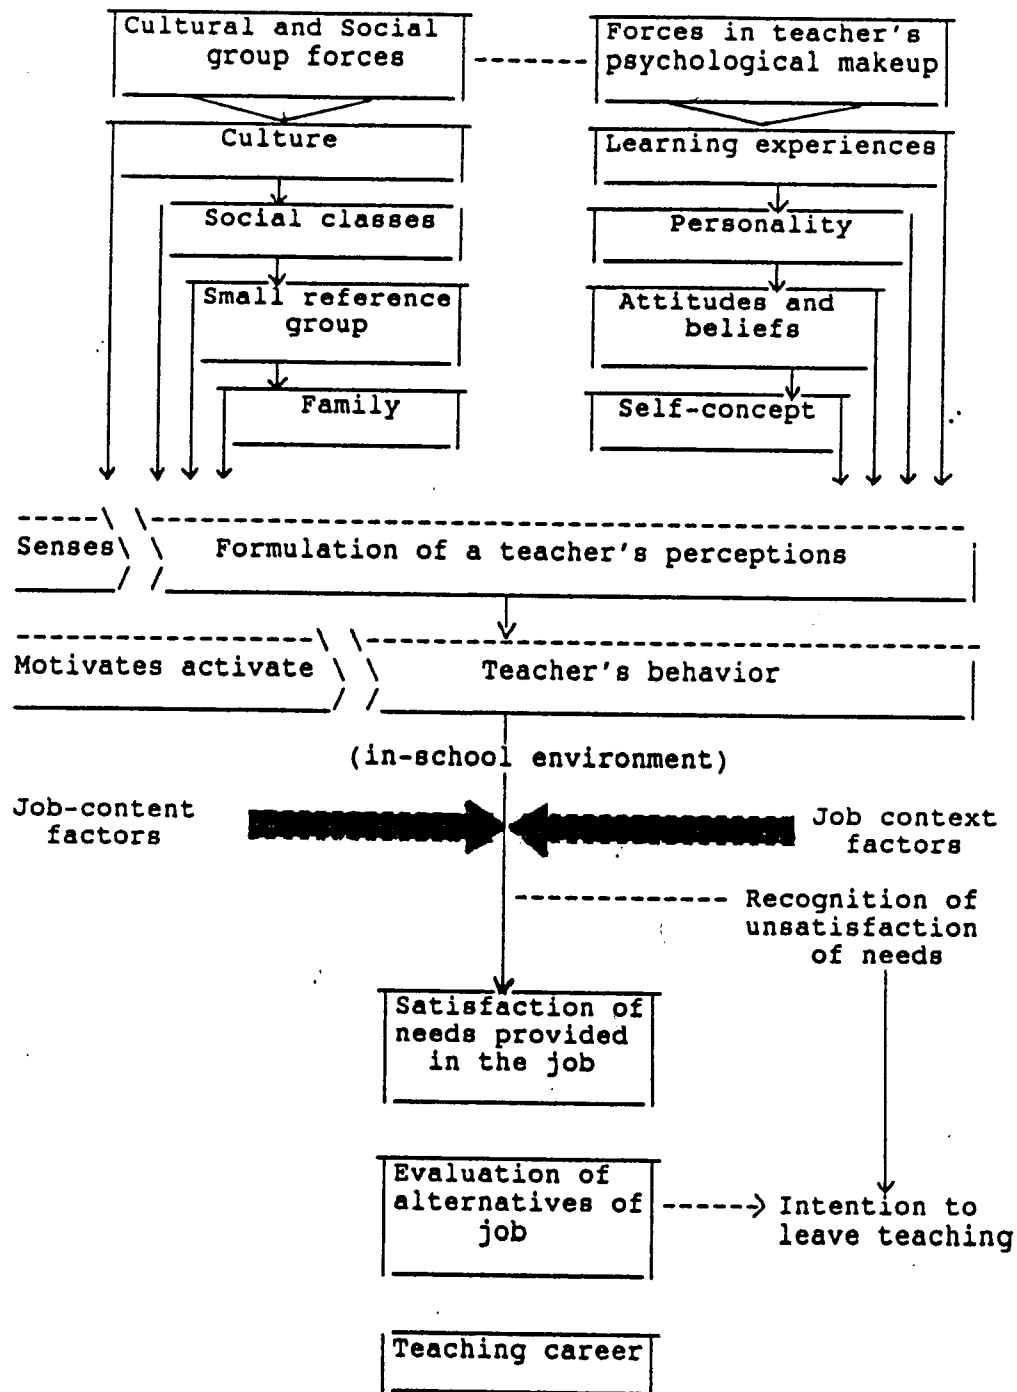 Cultural and Social
group forces
Forces in teacher's
psychological makeup
Culture
Social classes
Small reference
group
Family
Learning experiences
Personality
Attitudes and
beliefs
Self-concept
Senses
Formulation of a teacher's perceptions
Motivates activate
Teacher's behavior
(in-school environment)
Job-content
factors
Job context
factors
Recognition of
unsatisfaction
of needs
Satisfaction of
needs provided
in the job
Evaluation of
alternatives of
job
Intention to
leave teaching
Teaching career